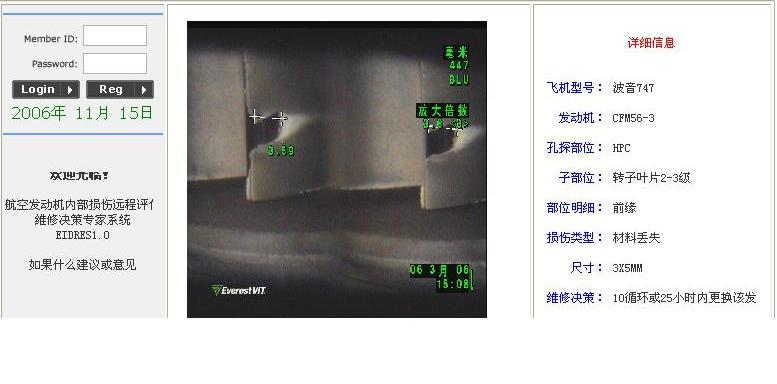 Member ID:
Password:
Login
Reg
2006年 11月 15日
欢迎光临!
航空发动机内部损伤远程评
维修决策专家系统
EIDRES1.0
如果什么建议或意见
毫米
447
BLU
放大倍数
3.59
06 3月 06
15:08
EverestVIT
详细信息
飞机型号: 波音747
发动机: CFM56-3
孔探部位: HPC
子部位: 转子叶片2-3级
部位明细: 前缘
损伤类型: 材料丢失
尺寸: 3X5MM
维修决策: 10循环或25小时内更换该发